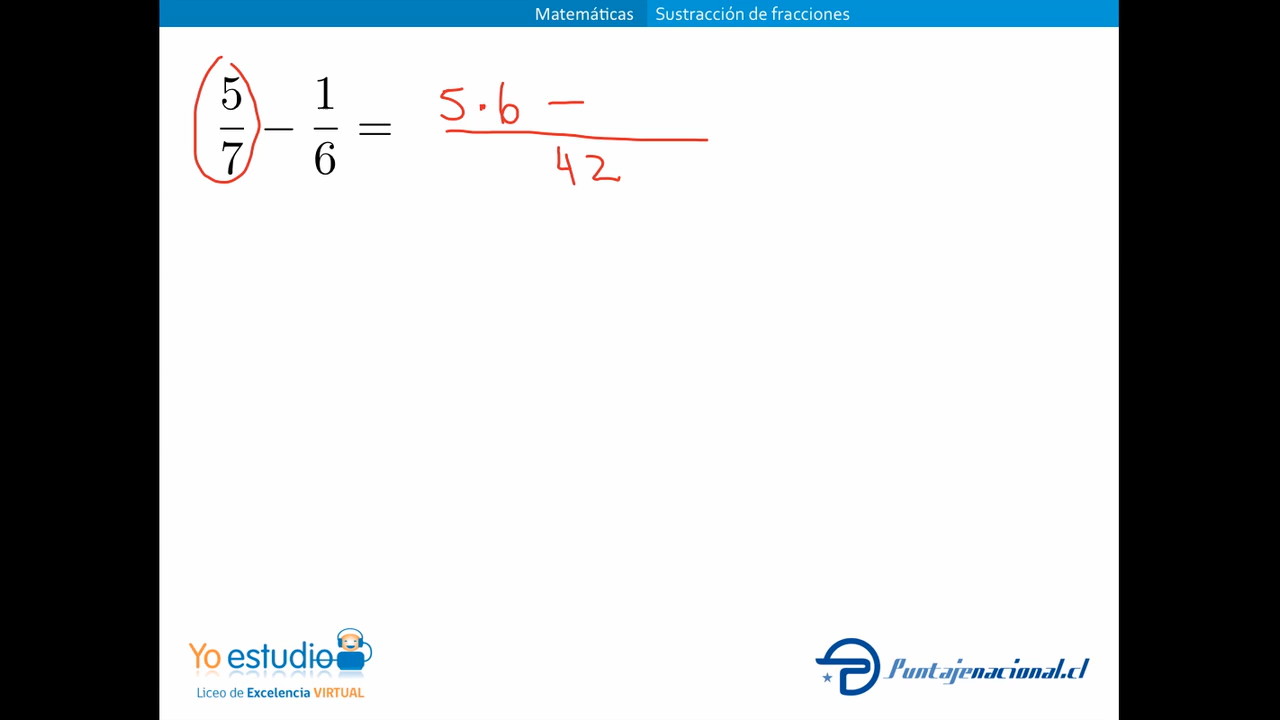 Matemáticas Sustracción de fracciones
5/7 − 1/6 = 5·6 −
42
Yo estudio
Liceo de Excelencia VIRTUAL
Puntajenacional.cl